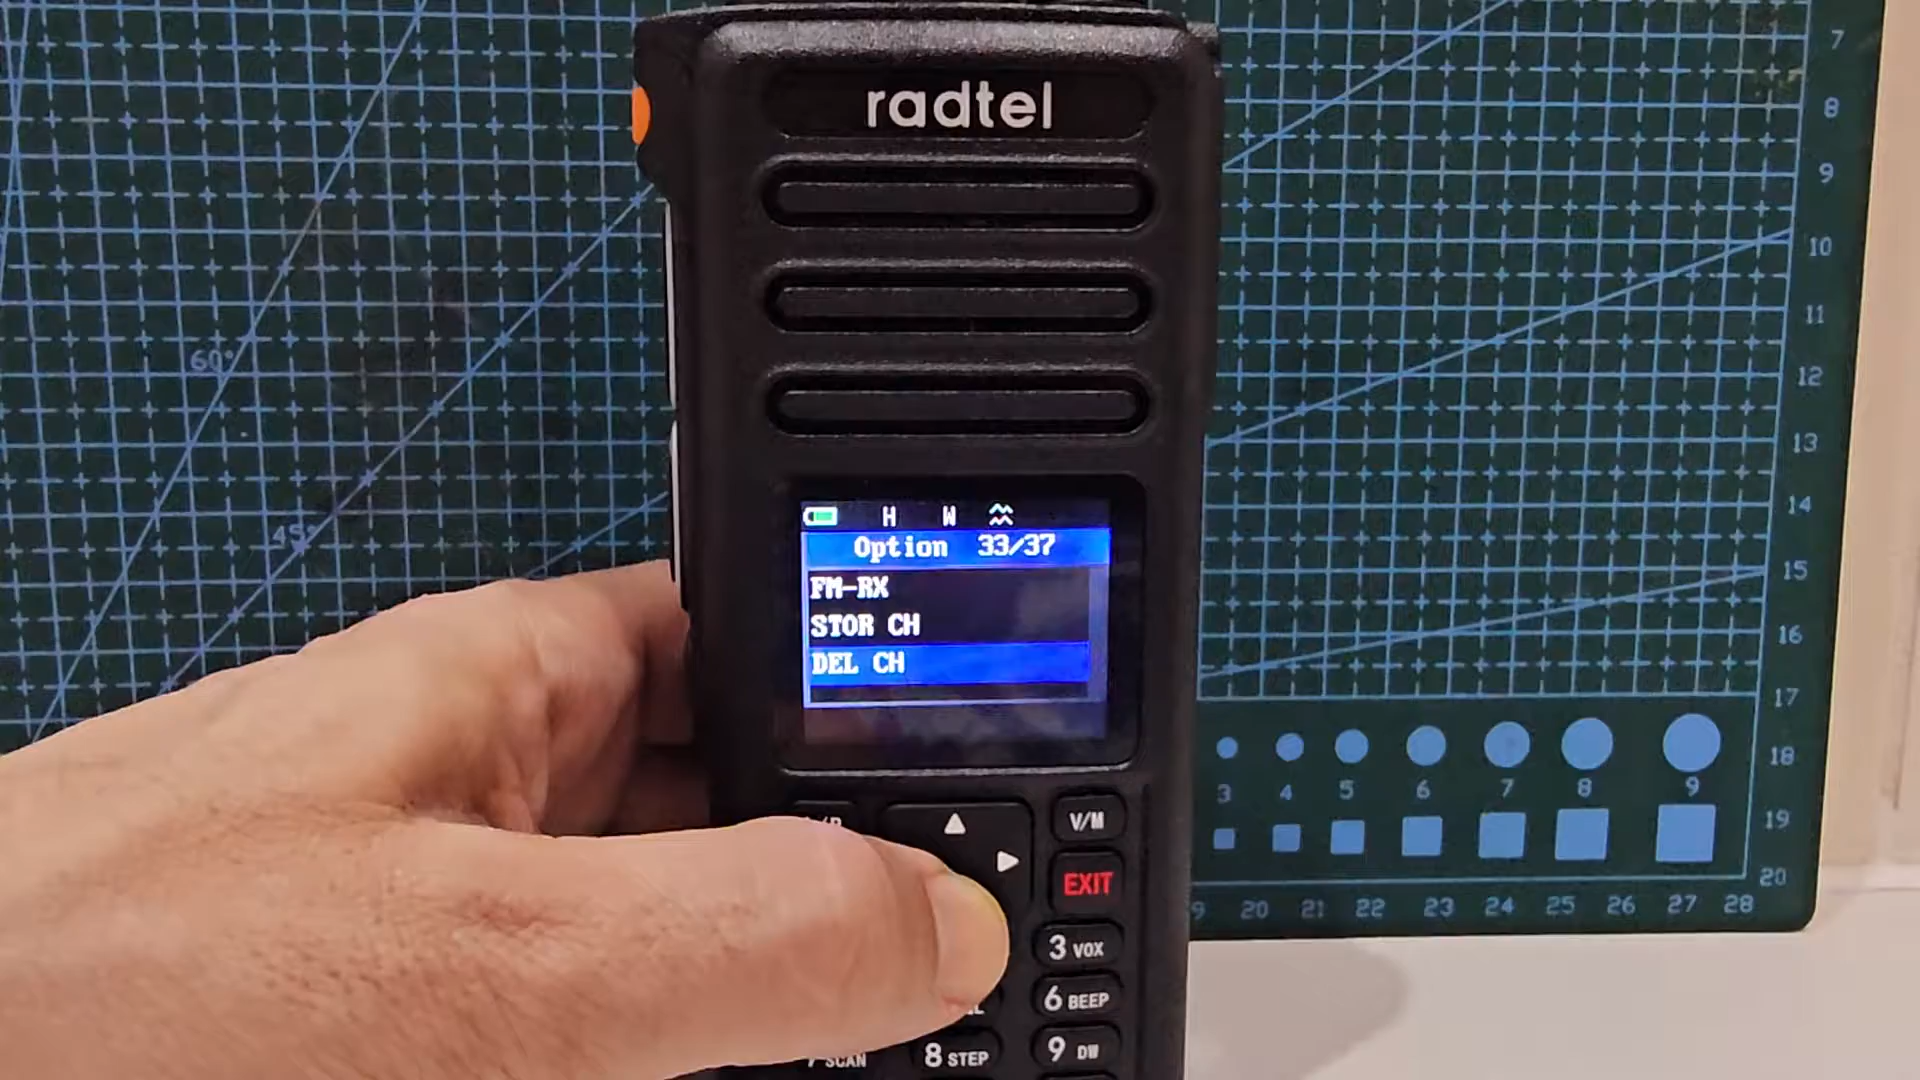 radtel
H W
Option 33/37
FM-RX
STOR CH
DEL CH
V/M
EXIT
3 VOX
6 BEEP
SCAN
8 STEP
9 DW
60°
45°
7
8
9
10
11
12
13
14
15
16
17
18
19
20
3 4 5 6 7 8 9
9 20 21 22 23 24 25 26 27 28